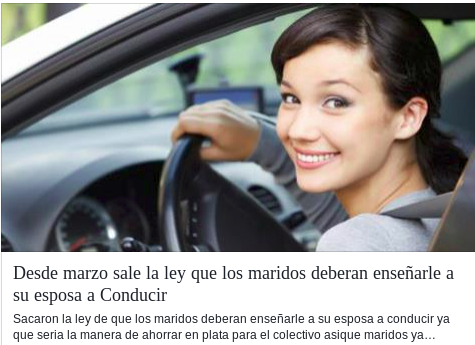 Desde marzo sale la ley que los maridos deberan enseñarle a
su esposa a Conducir
Sacaron la ley de que los maridos deberan enseñarle a su esposa a conducir ya
que seria la manera de ahorrar en plata para el colectivo asique maridos ya…